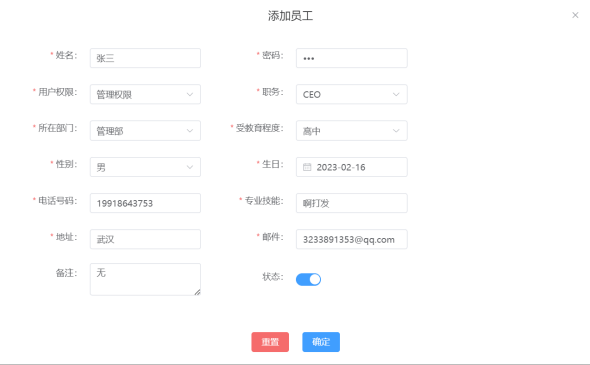 添加员工
* 姓名： 张三 * 密码： •••
* 用户权限： 管理权限 * 职务： CEO
* 所在部门： 管理部 * 受教育程度： 高中
* 性别： 男 * 生日： 2023-02-16
* 电话号码： 19918643753 * 专业技能： 啊打发
* 地址： 武汉 * 邮件： 3233891353@qq.com
备注： 无 状态：
重置 确定